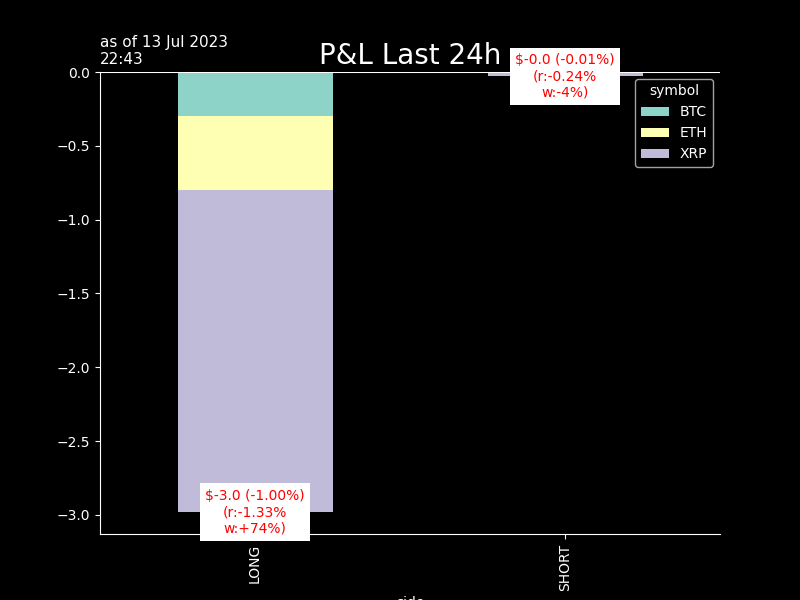 as of 13 Jul 2023
22:43
P&L Last 24h
$-0.0 (-0.01%)
(r:-0.24%
w:-4%)
symbol
BTC
ETH
XRP
0.0
−0.5
−1.0
−1.5
−2.0
−2.5
−3.0
$-3.0 (-1.00%)
(r:-1.33%
w:+74%)
LONG
SHORT
side